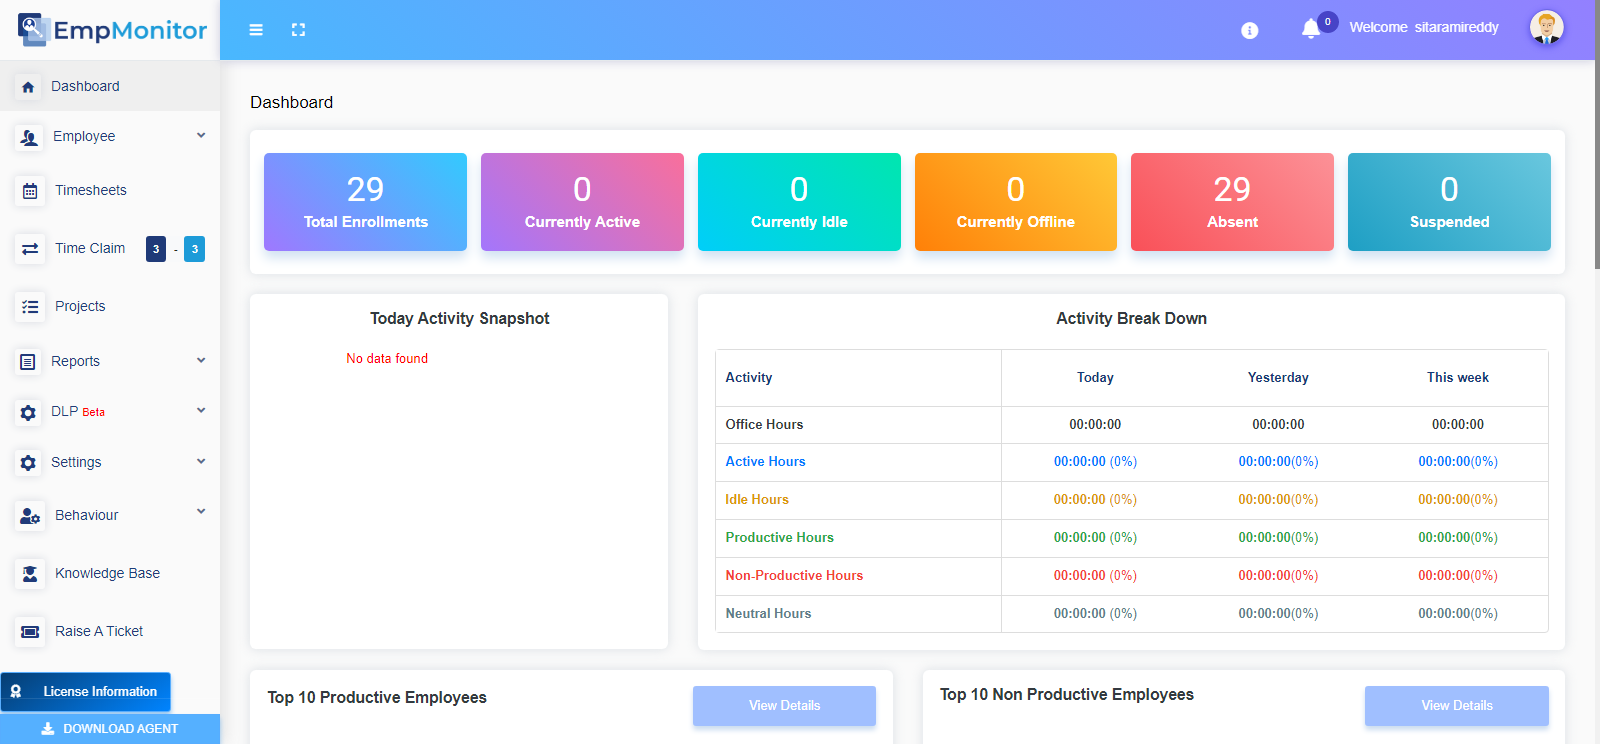 EmpMonitor
0
Welcome sitaramireddy
Dashboard
Employee
Timesheets
Time Claim 3 - 3
Projects
Reports
DLP Beta
Settings
Behaviour
Knowledge Base
Raise A Ticket
License Information
DOWNLOAD AGENT
Dashboard
29
Total Enrollments
0
Currently Active
0
Currently Idle
0
Currently Offline
29
Absent
0
Suspended
Today Activity Snapshot
No data found
Activity Break Down
Activity Today Yesterday This week
Office Hours 00:00:00 00:00:00 00:00:00
Active Hours 00:00:00 (0%) 00:00:00(0%) 00:00:00(0%)
Idle Hours 00:00:00 (0%) 00:00:00(0%) 00:00:00(0%)
Productive Hours 00:00:00 (0%) 00:00:00(0%) 00:00:00(0%)
Non-Productive Hours 00:00:00 (0%) 00:00:00(0%) 00:00:00(0%)
Neutral Hours 00:00:00 (0%) 00:00:00(0%) 00:00:00(0%)
Top 10 Productive Employees
View Details
Top 10 Non Productive Employees
View Details